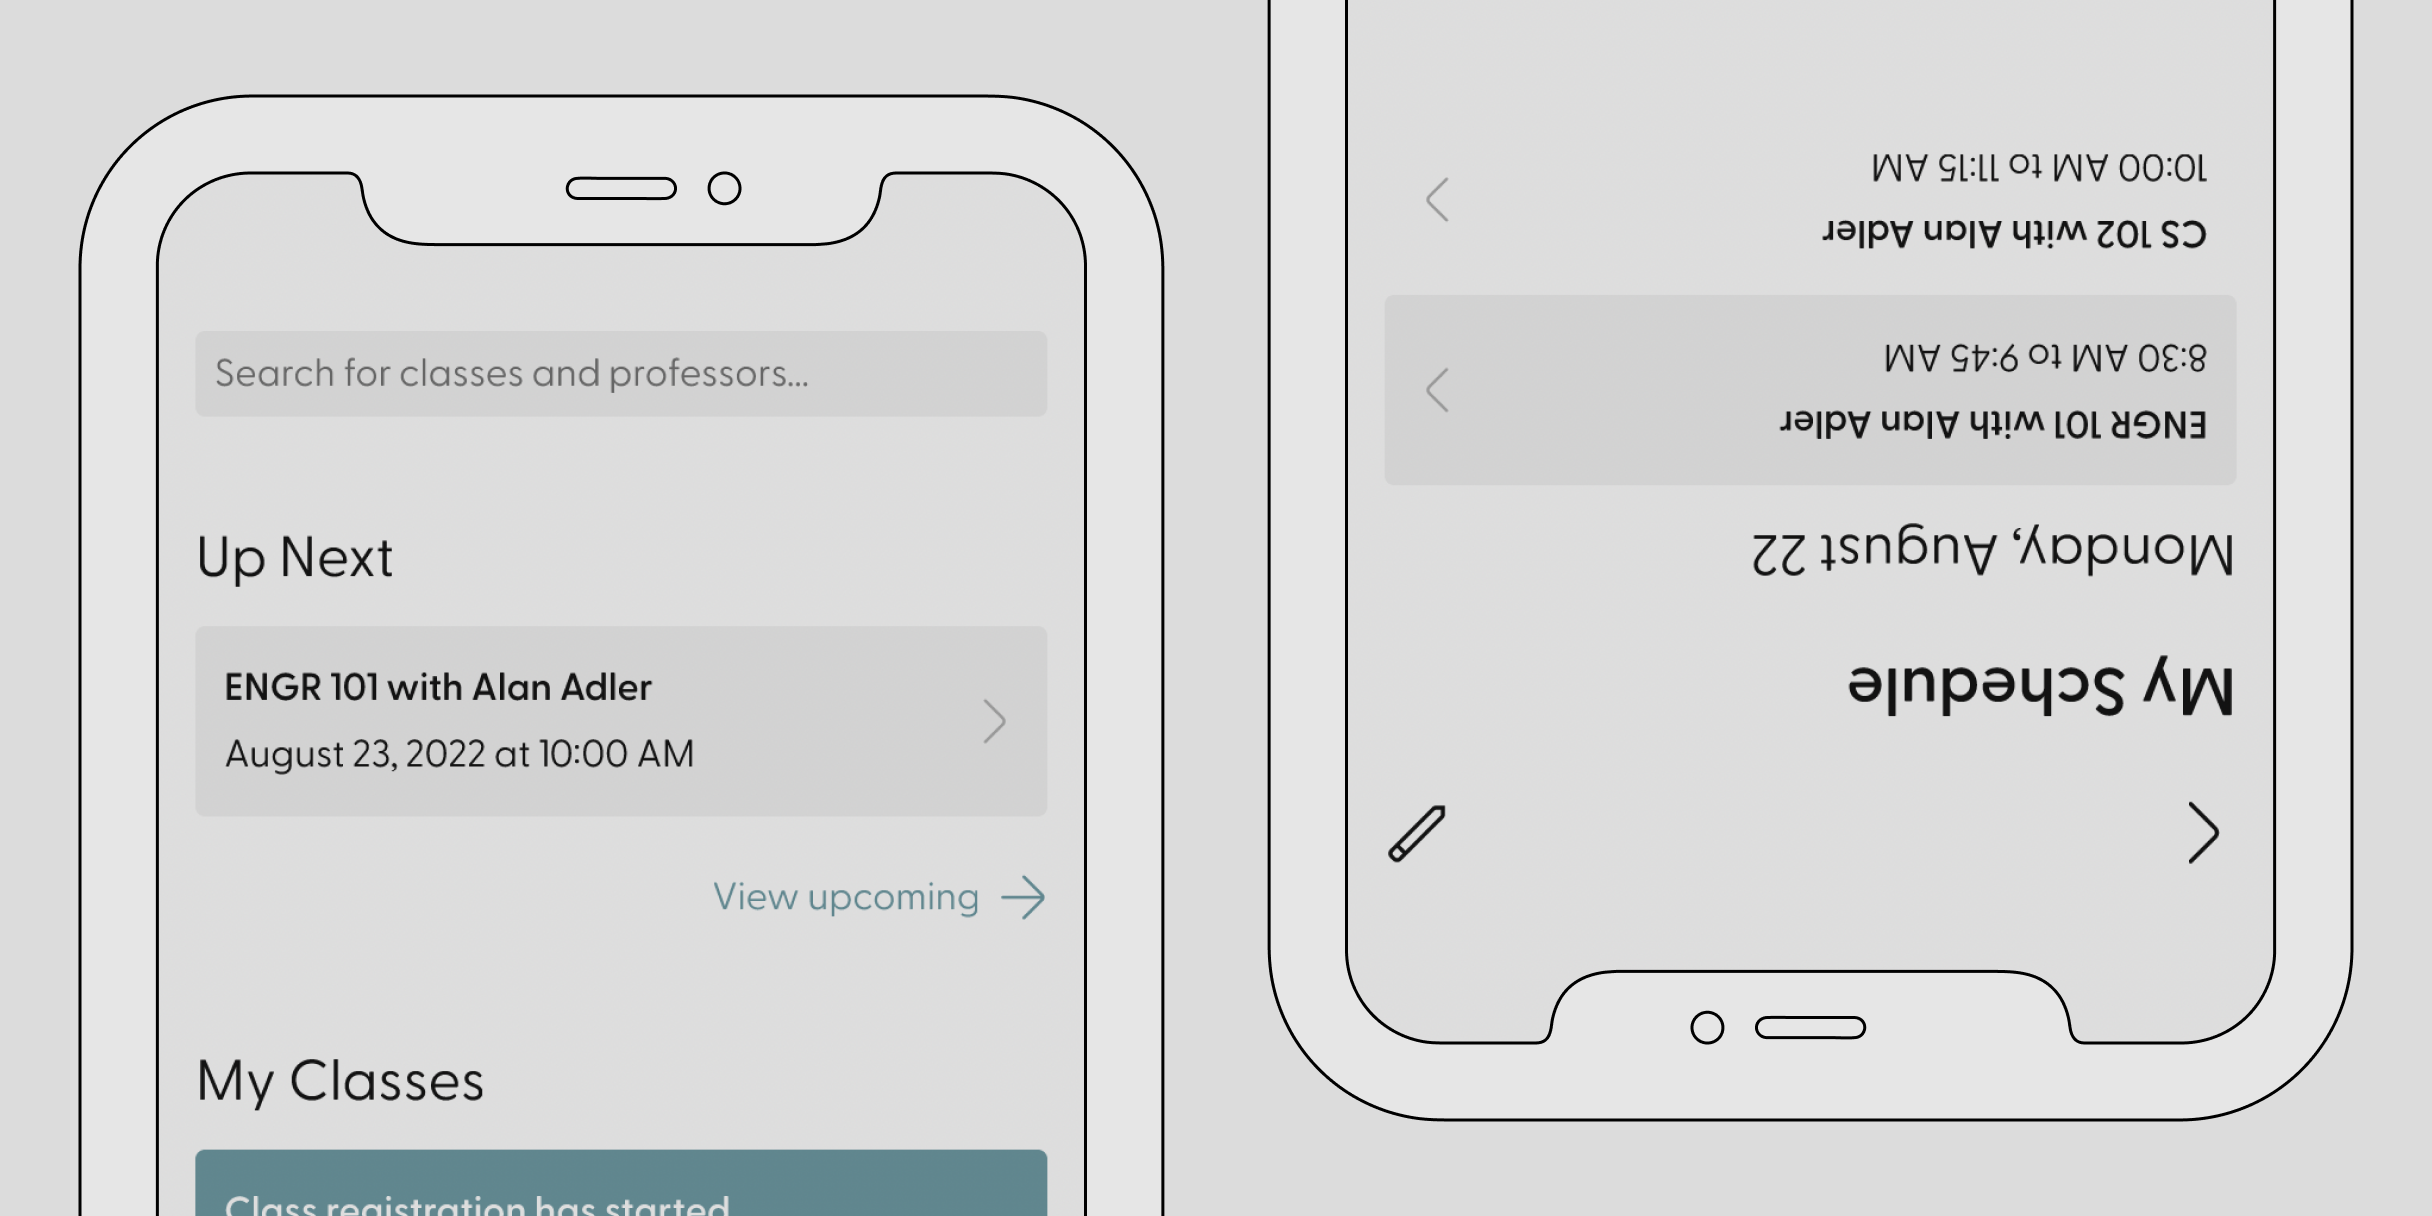 Search for classes and professors...
Up Next
ENGR 101 with Alan Adler
August 23, 2022 at 10:00 AM
View upcoming
My Classes
Class registration has started
My Schedule
Monday, August 22
ENGR 101 with Alan Adler
8:30 AM to 9:45 AM
CS 102 with Alan Adler
10:00 AM to 11:15 AM